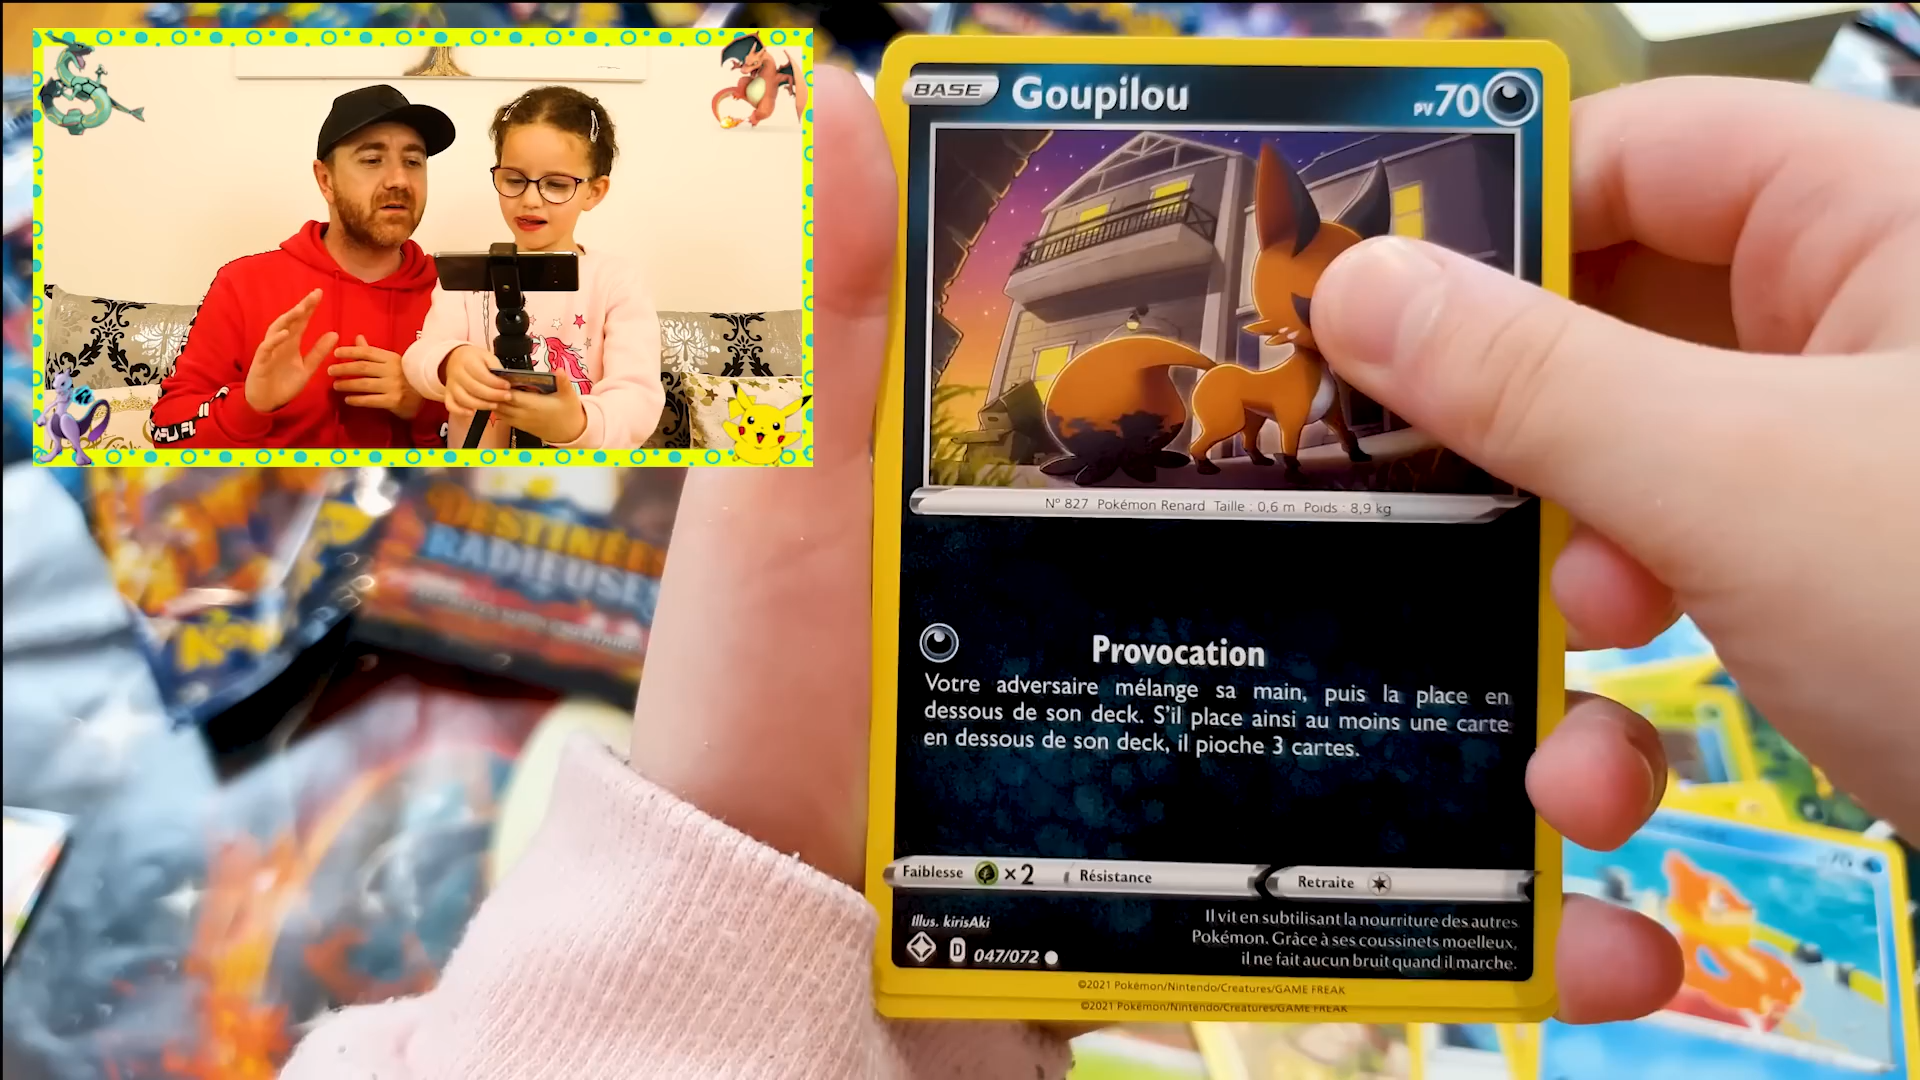 BASE Goupilou PV 70
N° 827 Pokémon Renard Taille : 0,6 m Poids : 8,9 kg
Provocation
Votre adversaire mélange sa main, puis la place en
dessous de son deck. S'il place ainsi au moins une carte
en dessous de son deck, il pioche 3 cartes.
Faiblesse ×2 Résistance Retraite
Illus. kirisAki
D 047/072
Il vit en subtilisant la nourriture des autres
Pokémon. Grâce à ses coussinets moelleux,
il ne fait aucun bruit quand il marche.
©2021 Pokémon/Nintendo/Creatures/GAME FREAK
©2021 Pokémon/Nintendo/Creatures/GAME FREAK
DESTINÉES
RADIEUSES
70